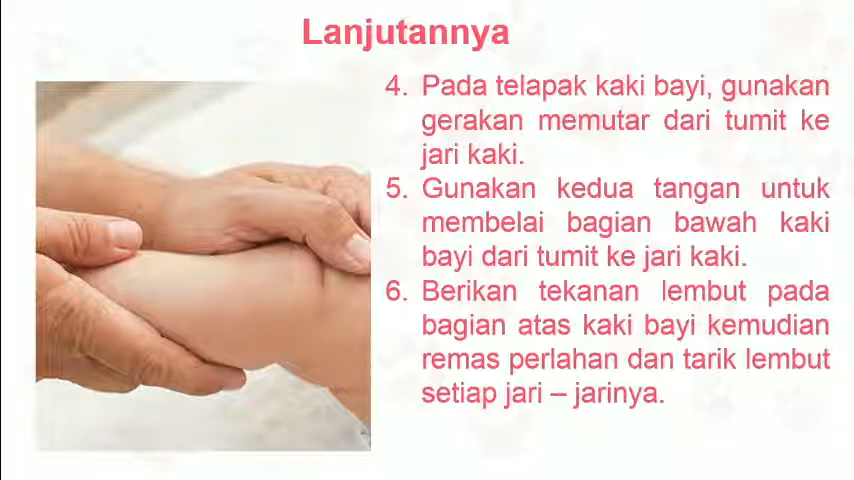 Lanjutannya
4. Pada telapak kaki bayi, gunakan
gerakan memutar dari tumit ke
jari kaki.
5. Gunakan kedua tangan untuk
membelai bagian bawah kaki
bayi dari tumit ke jari kaki.
6. Berikan tekanan lembut pada
bagian atas kaki bayi kemudian
remas perlahan dan tarik lembut
setiap jari – jarinya.